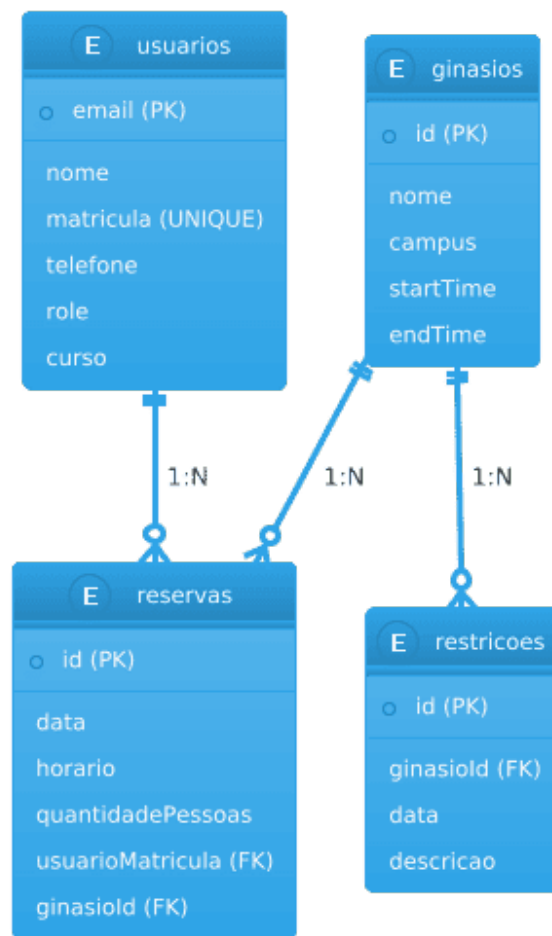 E usuarios
email (PK)
nome
matricula (UNIQUE)
telefone
role
curso
E ginasios
id (PK)
nome
campus
startTime
endTime
1:N
1:N
1:N
E reservas
id (PK)
data
horario
quantidadePessoas
usuarioMatricula (FK)
ginasioId (FK)
E restricoes
id (PK)
ginasioId (FK)
data
descricao